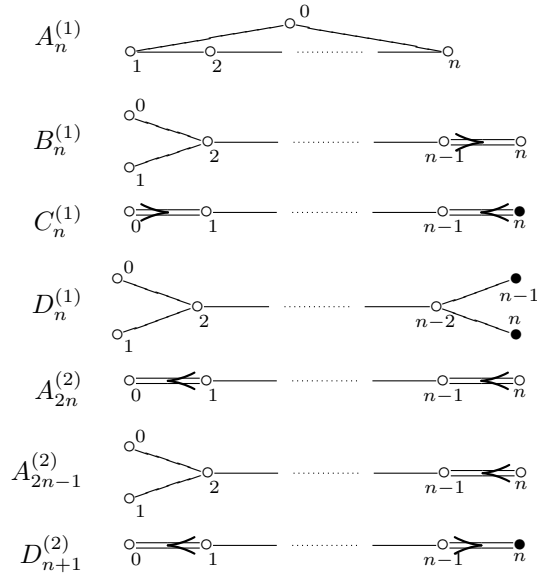 0
A_n^{(1)}
1 2 n
0
B_n^{(1)}
2 n−1 n
1
C_n^{(1)}
0 1 n−1 n
0
n−1
D_n^{(1)}
2 n−2
n
1
A_{2n}^{(2)}
0 1 n−1 n
0
A_{2n−1}^{(2)}
2 n−1 n
1
D_{n+1}^{(2)}
0 1 n−1 n